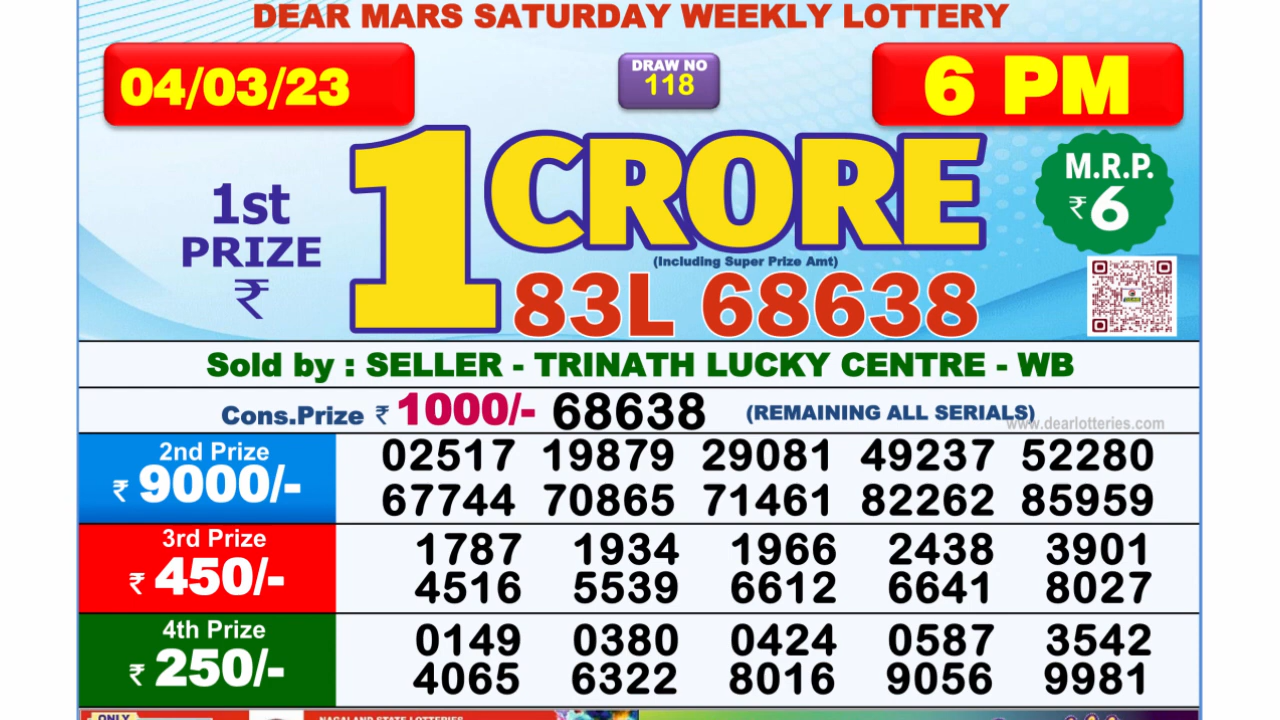 DEAR MARS SATURDAY WEEKLY LOTTERY
04/03/23
DRAW NO
118
6 PM
1st
PRIZE
₹
1 CRORE
(Including Super Prize Amt)
83L 68638
M.R.P.
₹6
Sold by : SELLER - TRINATH LUCKY CENTRE - WB
Cons.Prize ₹ 1000/- 68638 (REMAINING ALL SERIALS)
www.dearlotteries.com
2nd Prize
₹ 9000/-
02517 19879 29081 49237 52280
67744 70865 71461 82262 85959
3rd Prize
₹ 450/-
1787 1934 1966 2438 3901
4516 5539 6612 6641 8027
4th Prize
₹ 250/-
0149 0380 0424 0587 3542
4065 6322 8016 9056 9981
ONLY
NAGALAND STATE LOTTERIES